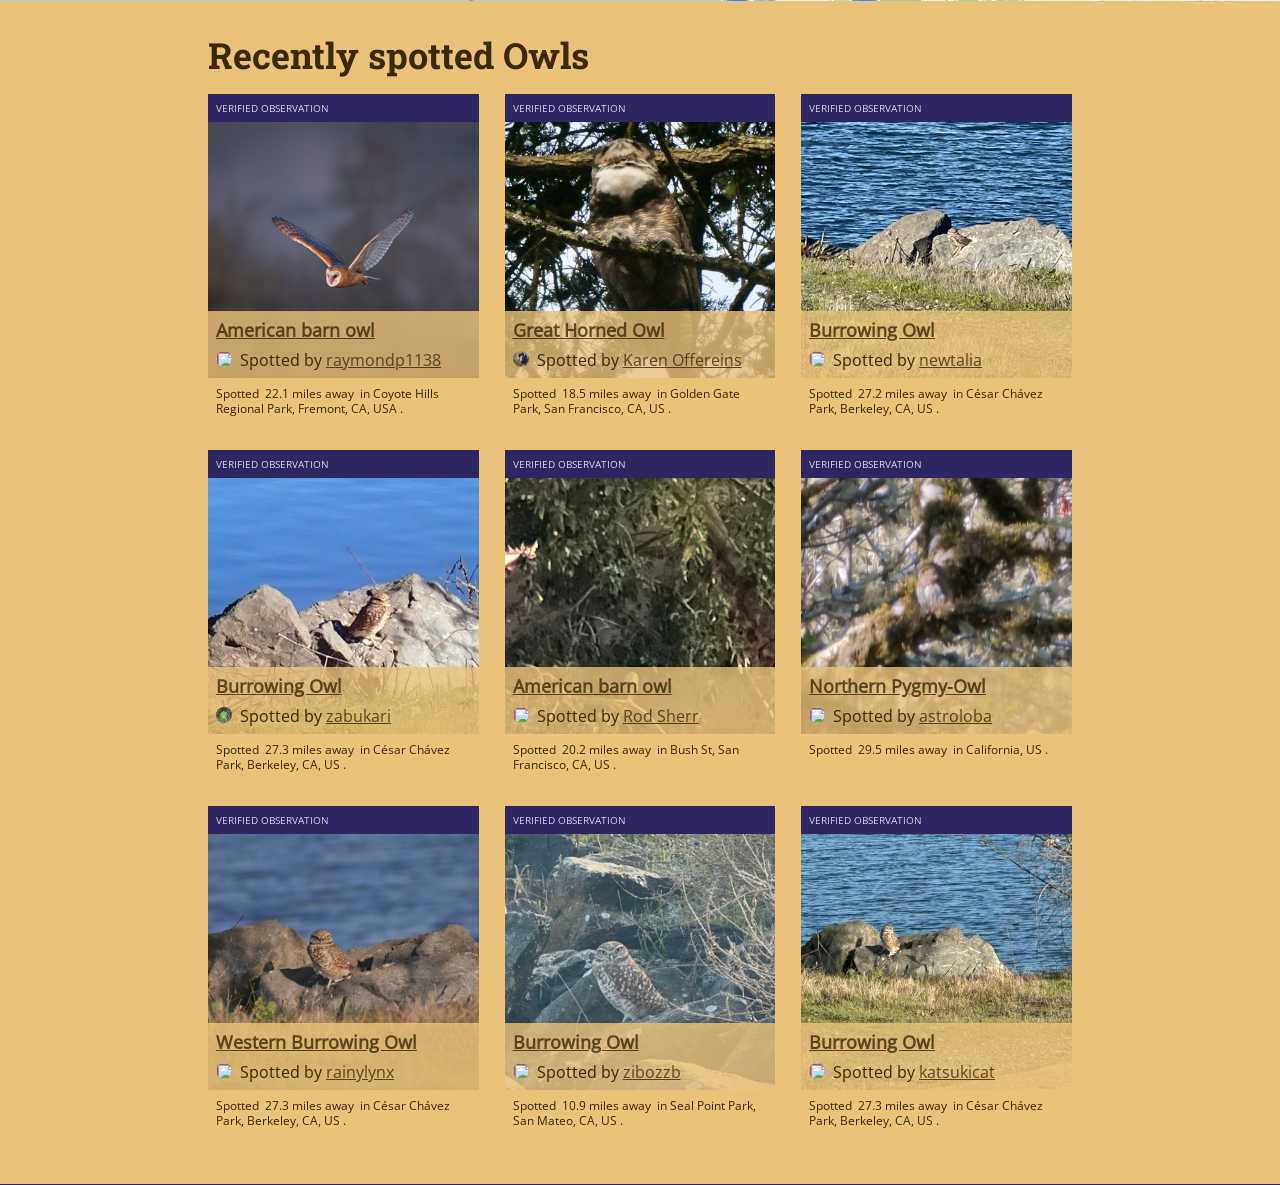 Recently spotted Owls
VERIFIED OBSERVATION
American barn owl
Spotted by raymondp1138
Spotted 22.1 miles away in Coyote Hills
Regional Park, Fremont, CA, USA .
VERIFIED OBSERVATION
Great Horned Owl
Spotted by Karen Offereins
Spotted 18.5 miles away in Golden Gate
Park, San Francisco, CA, US .
VERIFIED OBSERVATION
Burrowing Owl
Spotted by newtalia
Spotted 27.2 miles away in César Chávez
Park, Berkeley, CA, US .
VERIFIED OBSERVATION
Burrowing Owl
Spotted by zabukari
Spotted 27.3 miles away in César Chávez
Park, Berkeley, CA, US .
VERIFIED OBSERVATION
American barn owl
Spotted by Rod Sherr
Spotted 20.2 miles away in Bush St, San
Francisco, CA, US .
VERIFIED OBSERVATION
Northern Pygmy-Owl
Spotted by astroloba
Spotted 29.5 miles away in California, US .
VERIFIED OBSERVATION
Western Burrowing Owl
Spotted by rainylynx
Spotted 27.3 miles away in César Chávez
Park, Berkeley, CA, US .
VERIFIED OBSERVATION
Burrowing Owl
Spotted by zibozzb
Spotted 10.9 miles away in Seal Point Park,
San Mateo, CA, US .
VERIFIED OBSERVATION
Burrowing Owl
Spotted by katsukicat
Spotted 27.3 miles away in César Chávez
Park, Berkeley, CA, US .